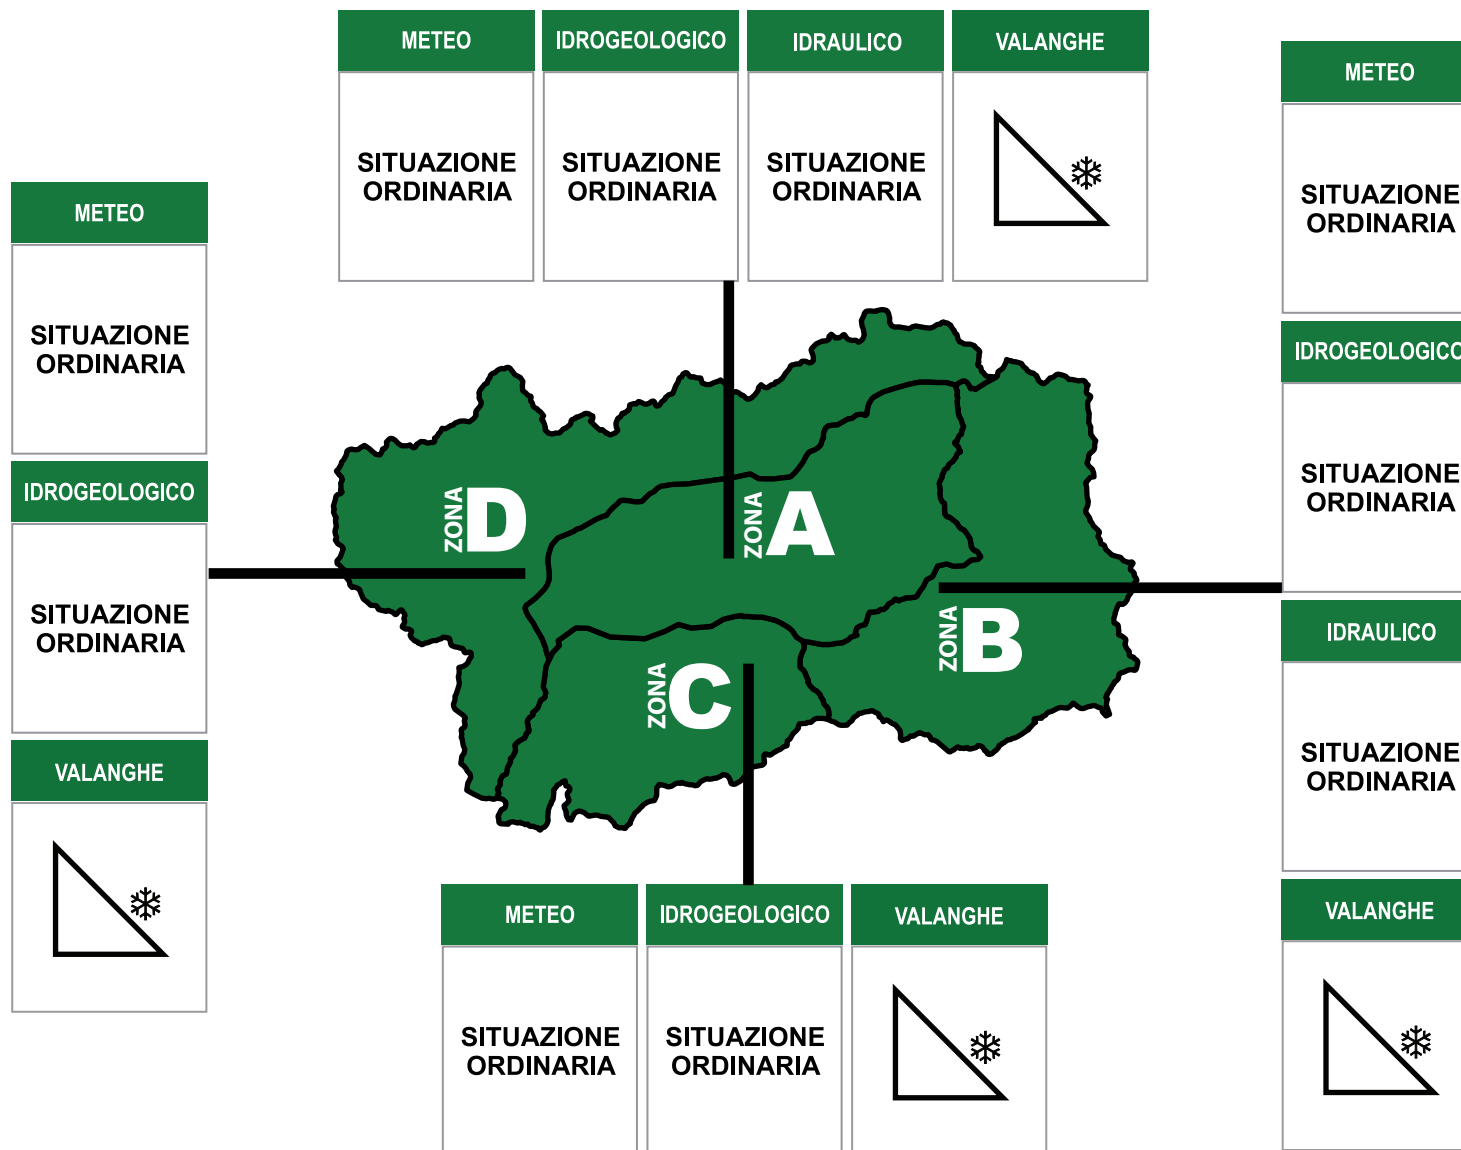 METEO
IDROGEOLOGICO
IDRAULICO
VALANGHE
SITUAZIONE
ORDINARIA
SITUAZIONE
ORDINARIA
SITUAZIONE
ORDINARIA
METEO
SITUAZIONE
ORDINARIA
IDROGEOLOGICO
SITUAZIONE
ORDINARIA
VALANGHE
ZONA D
ZONA A
ZONA B
ZONA C
METEO
SITUAZIONE
ORDINARIA
IDROGEOLOGICO
SITUAZIONE
ORDINARIA
IDRAULICO
SITUAZIONE
ORDINARIA
VALANGHE
METEO
IDROGEOLOGICO
VALANGHE
SITUAZIONE
ORDINARIA
SITUAZIONE
ORDINARIA